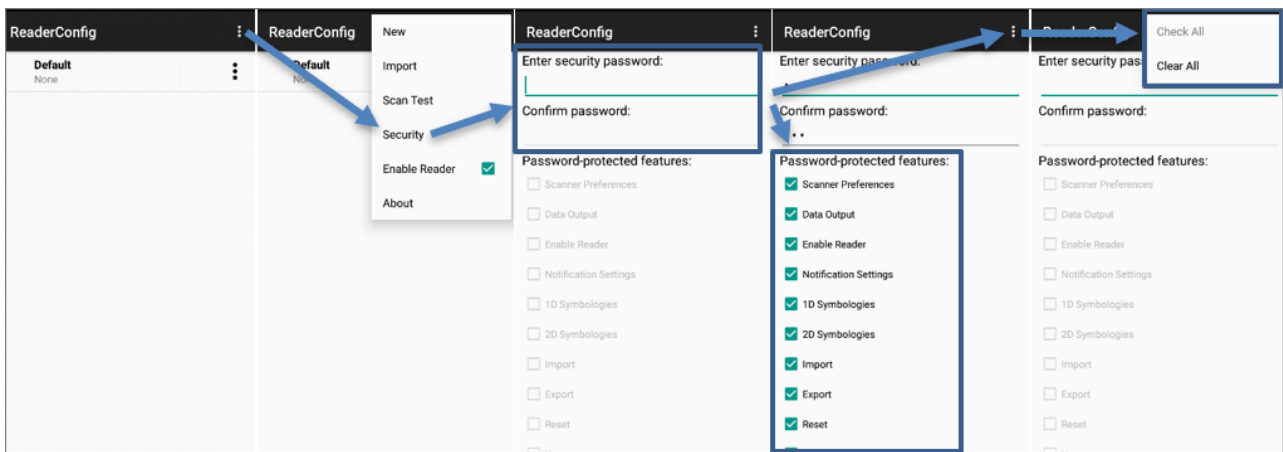 ReaderConfig
Default
None
ReaderConfig
Default
New
Import
Scan Test
Security
Enable Reader
About
ReaderConfig
Enter security password:
Confirm password:
Password-protected features:
Scanner Preferences
Data Output
Enable Reader
Notification Settings
1D Symbologies
2D Symbologies
Import
Export
Reset
ReaderConfig
Enter security password:
Confirm password:
Password-protected features:
Scanner Preferences
Data Output
Enable Reader
Notification Settings
1D Symbologies
2D Symbologies
Import
Export
Reset
Check All
Clear All
Enter security pas
Confirm password:
Password-protected features:
Scanner Preferences
Data Output
Enable Reader
Notification Settings
1D Symbologies
2D Symbologies
Import
Export
Reset